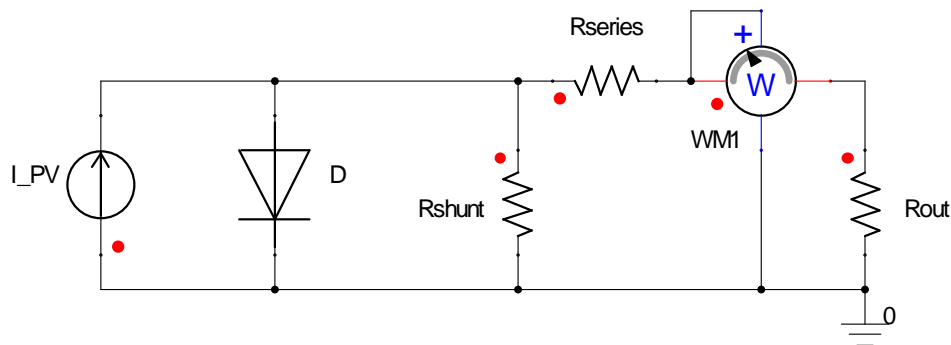 Rseries
+
W
WM1
I_PV
D
Rshunt
Rout
0